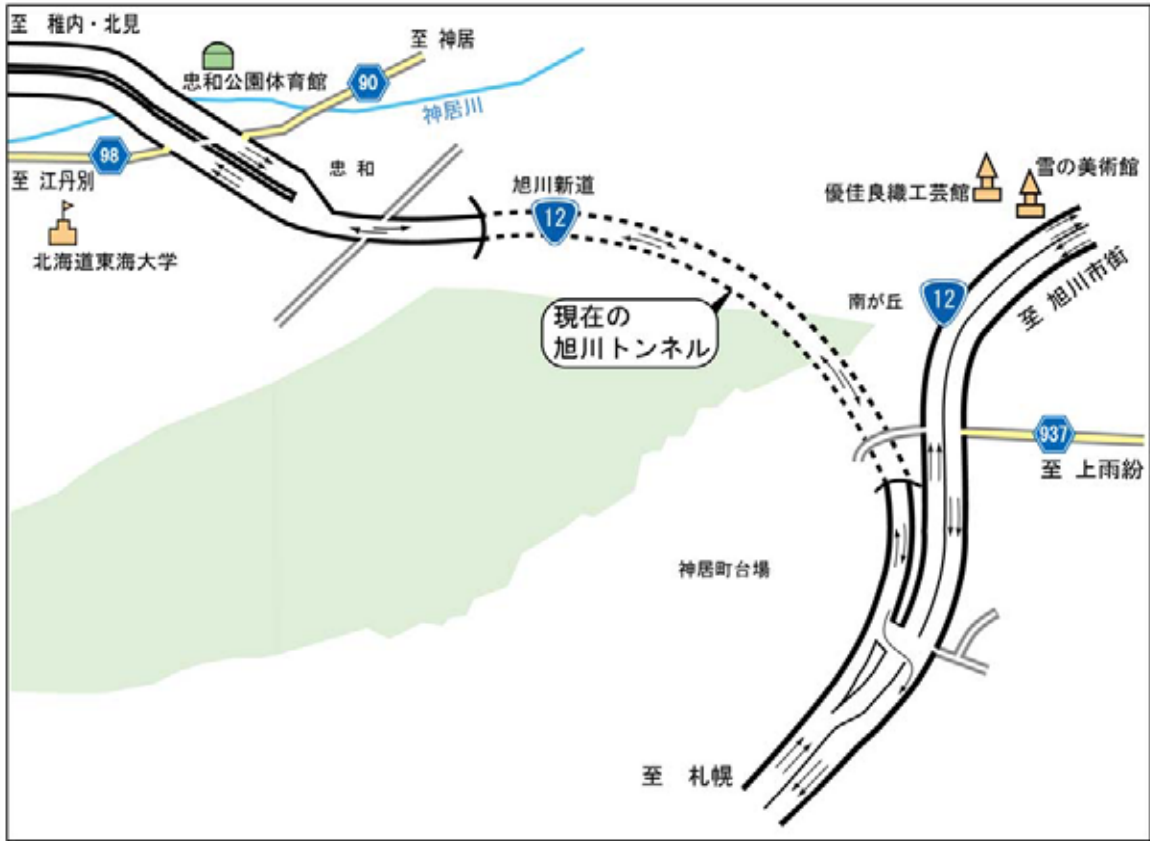 至 稚内・北見
至 神居
忠和公園体育館
90
神居川
98
忠 和
至 江丹別
旭川新道
12
雪の美術館
優佳良織工芸館
北海道東海大学
現在の
旭川トンネル
南が丘
12
至 旭川市街
937
至 上雨紛
神居町台場
至 札幌